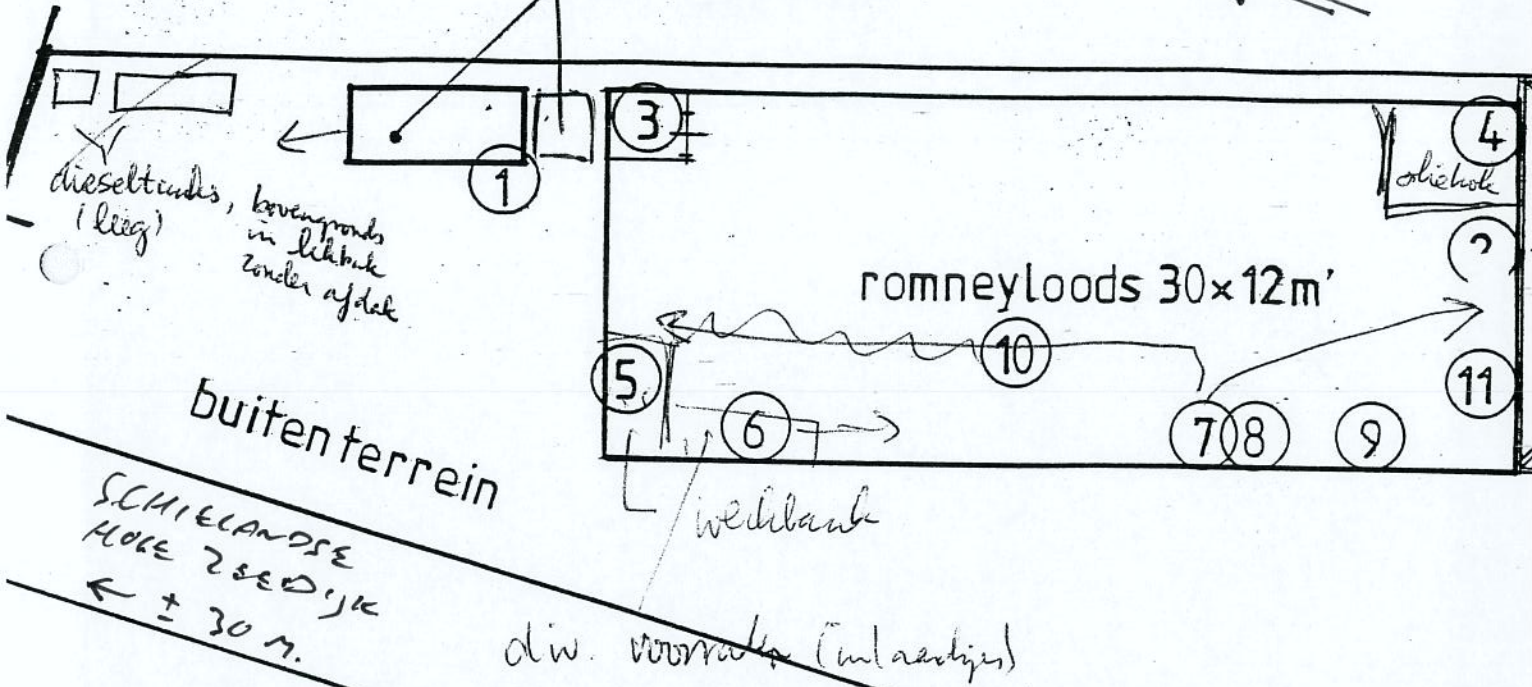 3
4
1
dieseltanks,
(leeg)
bovengronds
in lekbak
zonder afdak
oliehok
2
romneyloods 30×12m'
10
5
11
6
7
8
9
buitenterrein
werkbank
SCHIELANDSE
HOGE ZEEDIJK
← ± 30 M.
div. voorraden